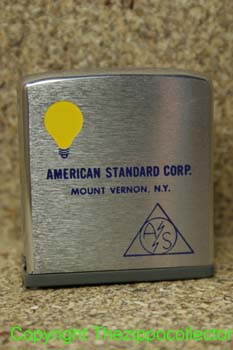 AMERICAN STANDARD CORP.
MOUNT VERNON, N.Y.
A S
Copyright Thezippocollector